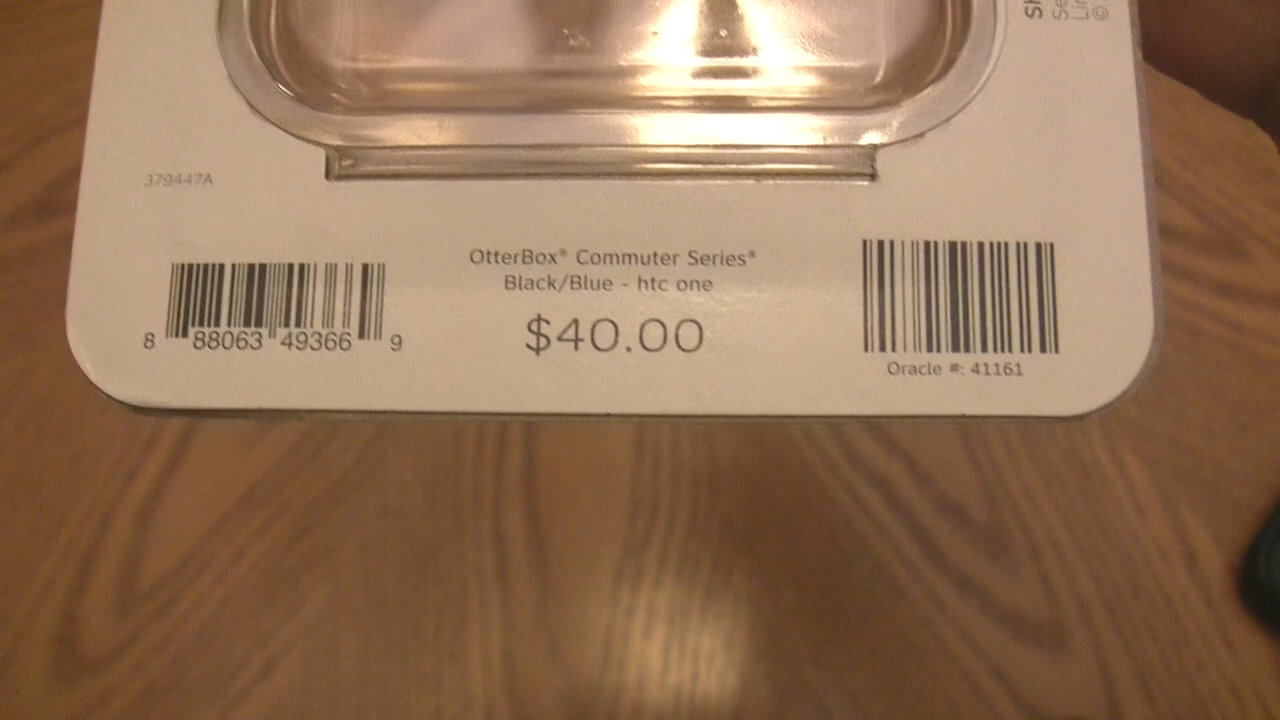 379447A
OtterBox® Commuter Series®
Black/Blue - htc one
$40.00
8 88063 49366 9
Oracle #: 41161